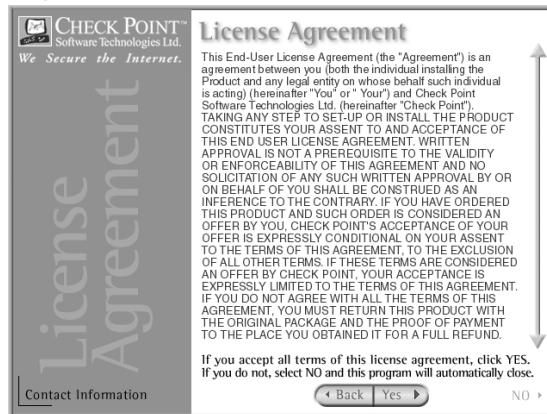 CHECK POINT™
Software Technologies Ltd.
We Secure the Internet.
License
Agreement
Contact Information
License Agreement
This End-User License Agreement (the "Agreement") is an
agreement between you (both the individual installing the
Product and any legal entity on whose behalf such individual
is acting) (hereinafter "You" or " Your") and Check Point
Software Technologies Ltd. (hereinafter "Check Point").
TAKING ANY STEP TO SET-UP OR INSTALL THE PRODUCT
CONSTITUTES YOUR ASSENT TO AND ACCEPTANCE OF
THIS END USER LICENSE AGREEMENT. WRITTEN
APPROVAL IS NOT A PREREQUISITE TO THE VALIDITY
OR ENFORCEABILITY OF THIS AGREEMENT AND NO
SOLICITATION OF ANY SUCH WRITTEN APPROVAL BY OR
ON BEHALF OF YOU SHALL BE CONSTRUED AS AN
INFERENCE TO THE CONTRARY. IF YOU HAVE ORDERED
THIS PRODUCT AND SUCH ORDER IS CONSIDERED AN
OFFER BY YOU, CHECK POINT'S ACCEPTANCE OF YOUR
OFFER IS EXPRESSLY CONDITIONAL ON YOUR ASSENT
TO THE TERMS OF THIS AGREEMENT, TO THE EXCLUSION
OF ALL OTHER TERMS. IF THESE TERMS ARE CONSIDERED
AN OFFER BY CHECK POINT, YOUR ACCEPTANCE IS
EXPRESSLY LIMITED TO THE TERMS OF THIS AGREEMENT.
IF YOU DO NOT AGREE WITH ALL THE TERMS OF THIS
AGREEMENT, YOU MUST RETURN THIS PRODUCT WITH
THE ORIGINAL PACKAGE AND THE PROOF OF PAYMENT
TO THE PLACE YOU OBTAINED IT FOR A FULL REFUND.
If you accept all terms of this license agreement, click YES.
If you do not, select NO and this program will automatically close.
Back Yes NO